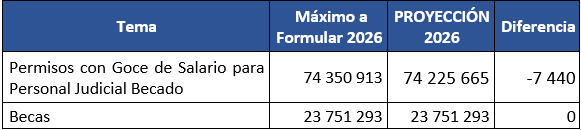 Tema
Máximo a
Formular 2026
PROYECCIÓN
2026
Diferencia
Permisos con Goce de Salario para
Personal Judicial Becado
74 350 913
74 225 665
-7 440
Becas
23 751 293
23 751 293
0